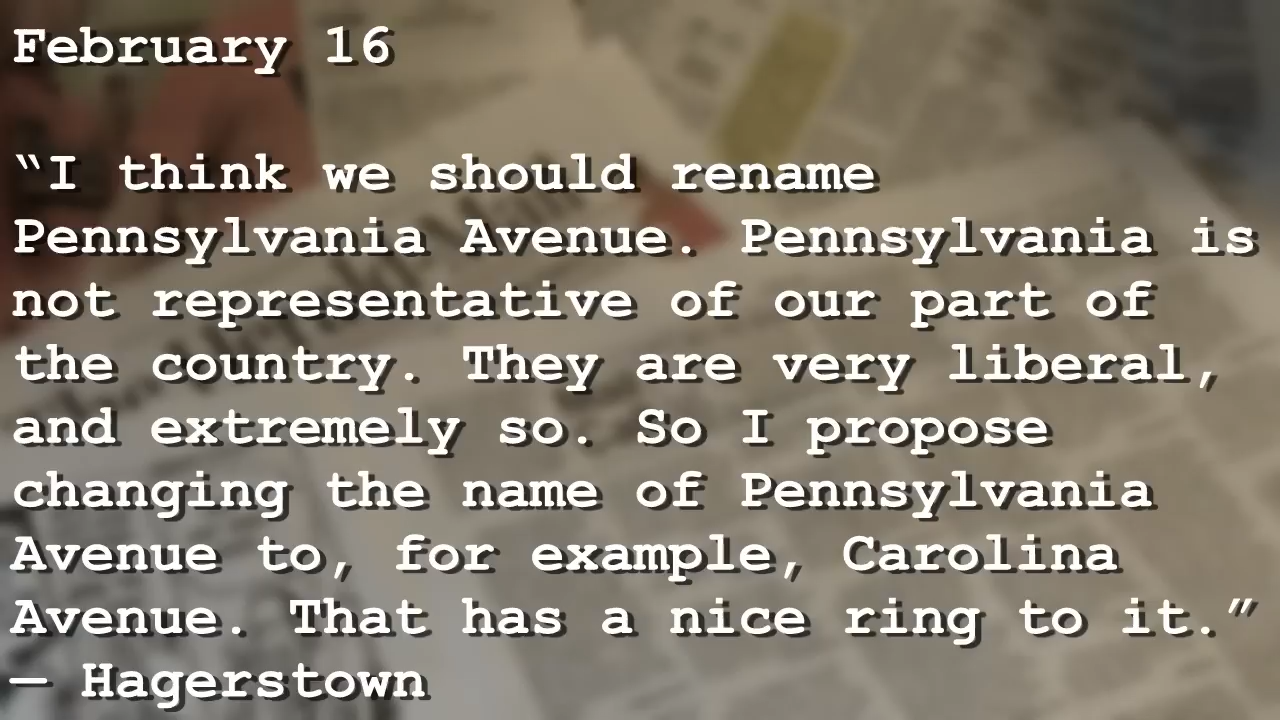 February 16
“I think we should rename
Pennsylvania Avenue. Pennsylvania is
not representative of our part of
the country. They are very liberal,
and extremely so. So I propose
changing the name of Pennsylvania
Avenue to, for example, Carolina
Avenue. That has a nice ring to it.”
— Hagerstown